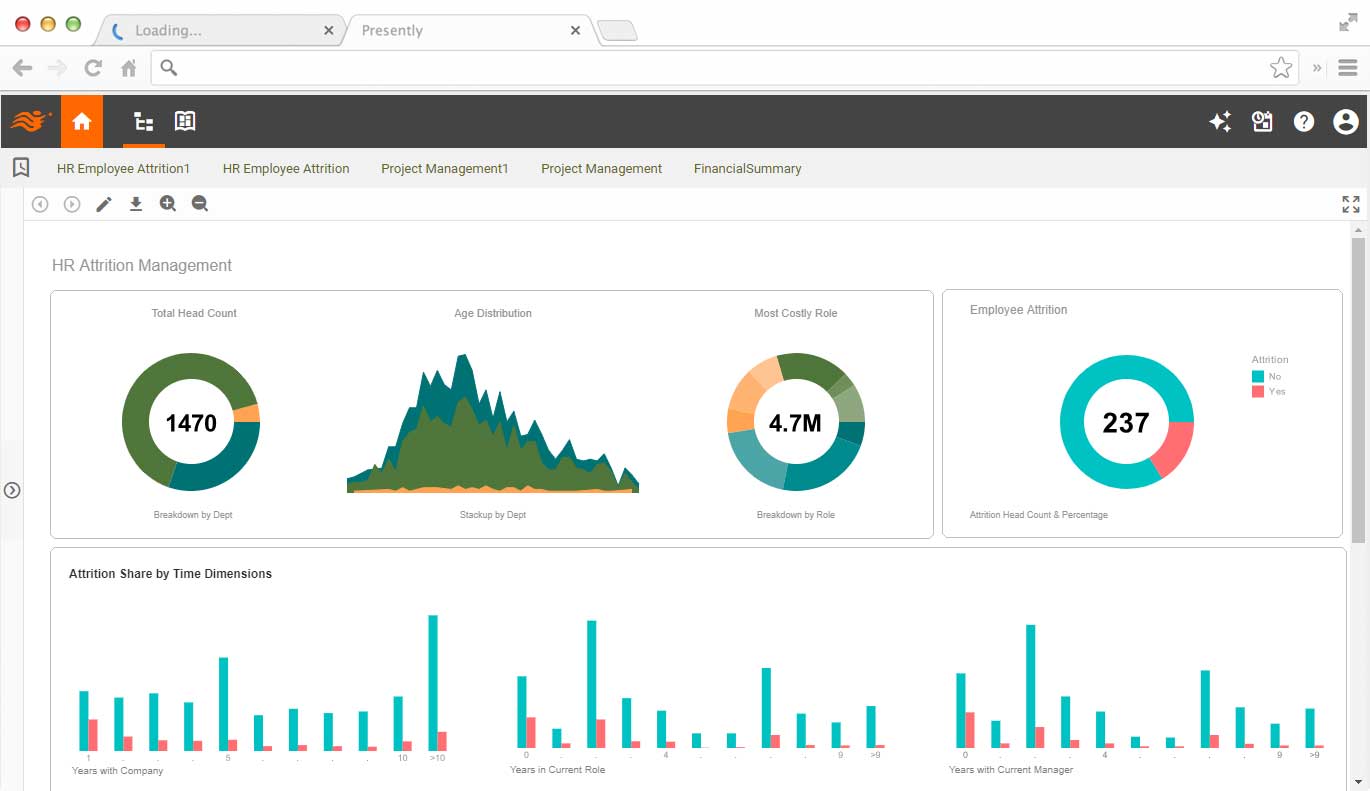 Loading...
Presently
HR Employee Attrition1
HR Employee Attrition
Project Management1
Project Management
FinancialSummary
HR Attrition Management
Total Head Count
Age Distribution
Most Costly Role
Employee Attrition
Attrition
No
Yes
1470
4.7M
237
Breakdown by Dept
Stackup by Dept
Breakdown by Role
Attrition Head Count & Percentage
Attrition Share by Time Dimensions
1 . . . 5 . . . . 10 >10
0 . . . 4 . . . . 9 >9
0 . . . 4 . . . . 9 >9
Years with Company
Years in Current Role
Years with Current Manager